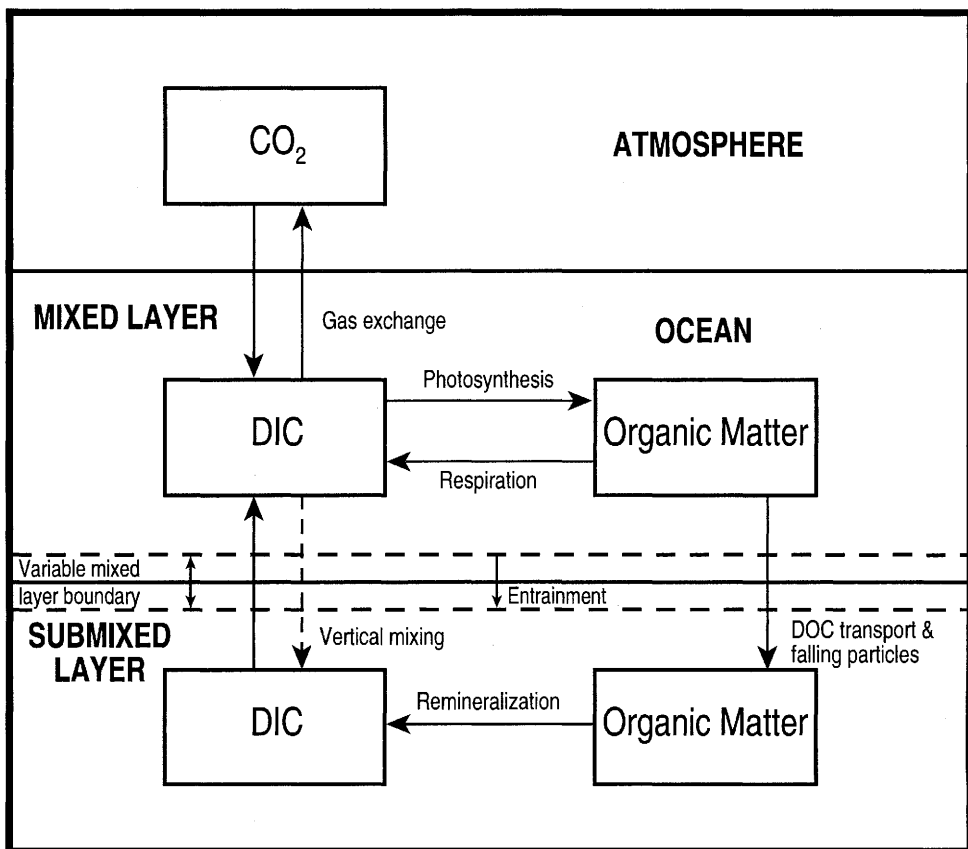 CO₂
ATMOSPHERE
MIXED LAYER
Gas exchange
OCEAN
Photosynthesis
DIC
Organic Matter
Respiration
Variable mixed
layer boundary
Entrainment
SUBMIXED
LAYER
Vertical mixing
DOC transport &
falling particles
DIC
Remineralization
Organic Matter